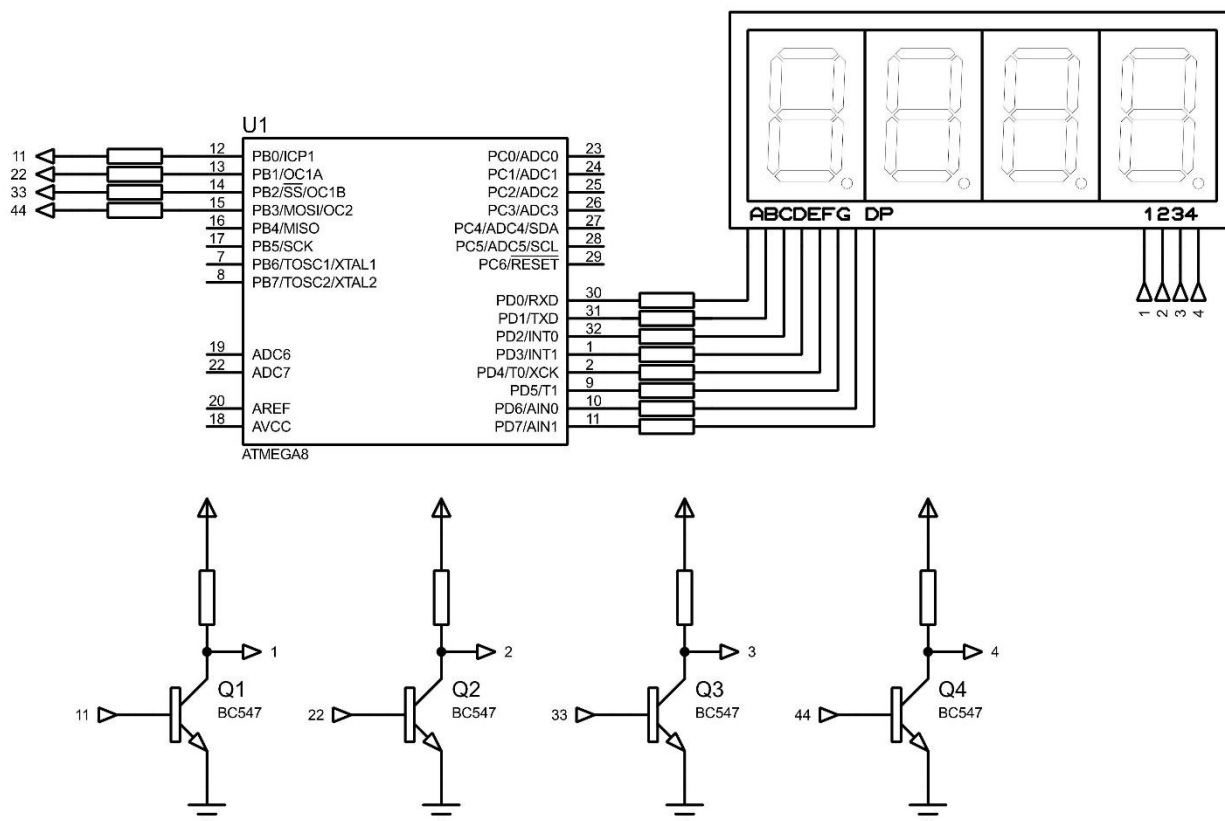 U1
11
22
33
44
12
13
14
15
16
17
7
8
19
22
20
18
PB0/ICP1
PB1/OC1A
PB2/SS/OC1B
PB3/MOSI/OC2
PB4/MISO
PB5/SCK
PB6/TOSC1/XTAL1
PB7/TOSC2/XTAL2
ADC6
ADC7
AREF
AVCC
PC0/ADC0
PC1/ADC1
PC2/ADC2
PC3/ADC3
PC4/ADC4/SDA
PC5/ADC5/SCL
PC6/RESET
PD0/RXD
PD1/TXD
PD2/INT0
PD3/INT1
PD4/T0/XCK
PD5/T1
PD6/AIN0
PD7/AIN1
23
24
25
26
27
28
29
30
31
32
1
2
9
10
11
ATMEGA8
ABCDEFG DP
1234
1
2
3
4
1
Q1
BC547
11
2
Q2
BC547
22
3
Q3
BC547
33
4
Q4
BC547
44